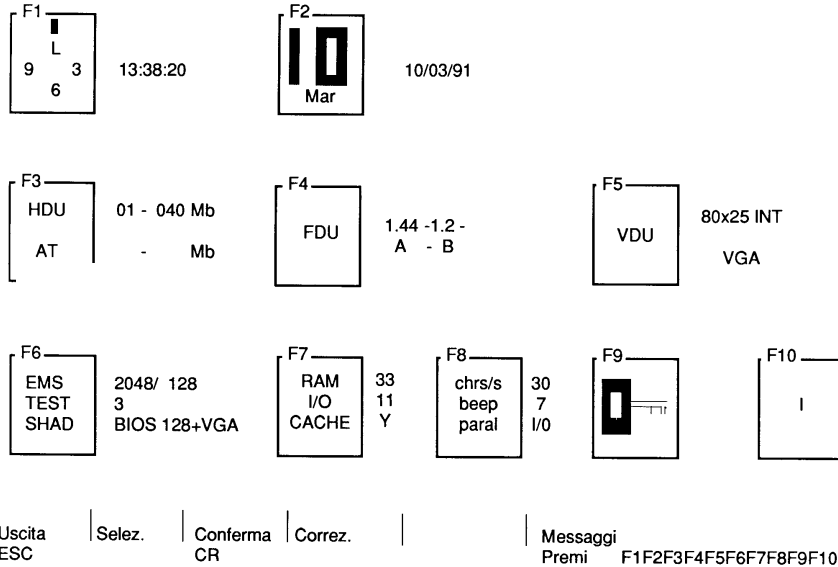 F1
L
9 3
6
13:38:20
F2
10
Mar
10/03/91
F3
HDU 01 - 040 Mb
AT - Mb
F4
FDU
1.44 -1.2 -
A - B
F5
VDU
80x25 INT
VGA
F6
EMS 2048/ 128
TEST 3
SHAD BIOS 128+VGA
F7
RAM 33
I/O 11
CACHE Y
F8
chrs/s 30
beep 7
paral I/0
F9
F10
I
Uscita Selez. Conferma Correz. Messaggi
ESC CR Premi F1F2F3F4F5F6F7F8F9F10